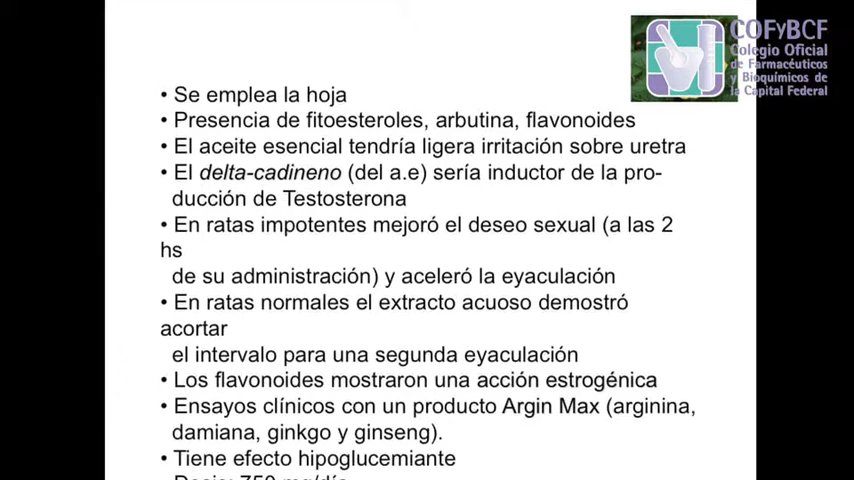 COFyBCF
Colegio Oficial
de Farmacéuticos
y Bioquímicos de
la Capital Federal
• Se emplea la hoja
• Presencia de fitoesteroles, arbutina, flavonoides
• El aceite esencial tendría ligera irritación sobre uretra
• El delta-cadineno (del a.e) sería inductor de la pro-
ducción de Testosterona
• En ratas impotentes mejoró el deseo sexual (a las 2
hs
de su administración) y aceleró la eyaculación
• En ratas normales el extracto acuoso demostró
acortar
el intervalo para una segunda eyaculación
• Los flavonoides mostraron una acción estrogénica
• Ensayos clínicos con un producto Argin Max (arginina,
damiana, ginkgo y ginseng).
• Tiene efecto hipoglucemiante
• Dosis: 750 mg/día